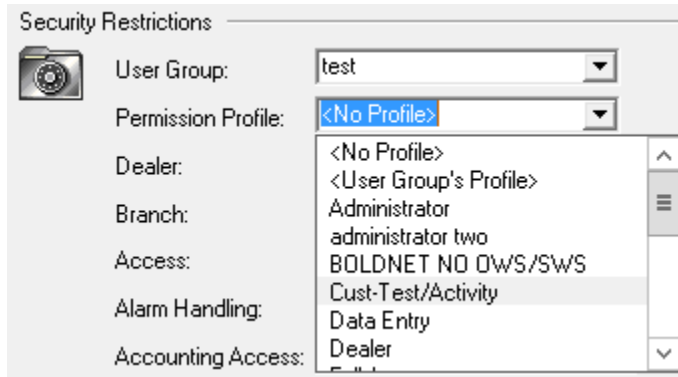 Security Restrictions
User Group: test
Permission Profile: <No Profile>
<No Profile>
Dealer:
<User Group's Profile>
Administrator
Branch:
administrator two
Access:
BOLDNET NO OWS/SWS
Cust-Test/Activity
Alarm Handling:
Data Entry
Accounting Access:
Dealer